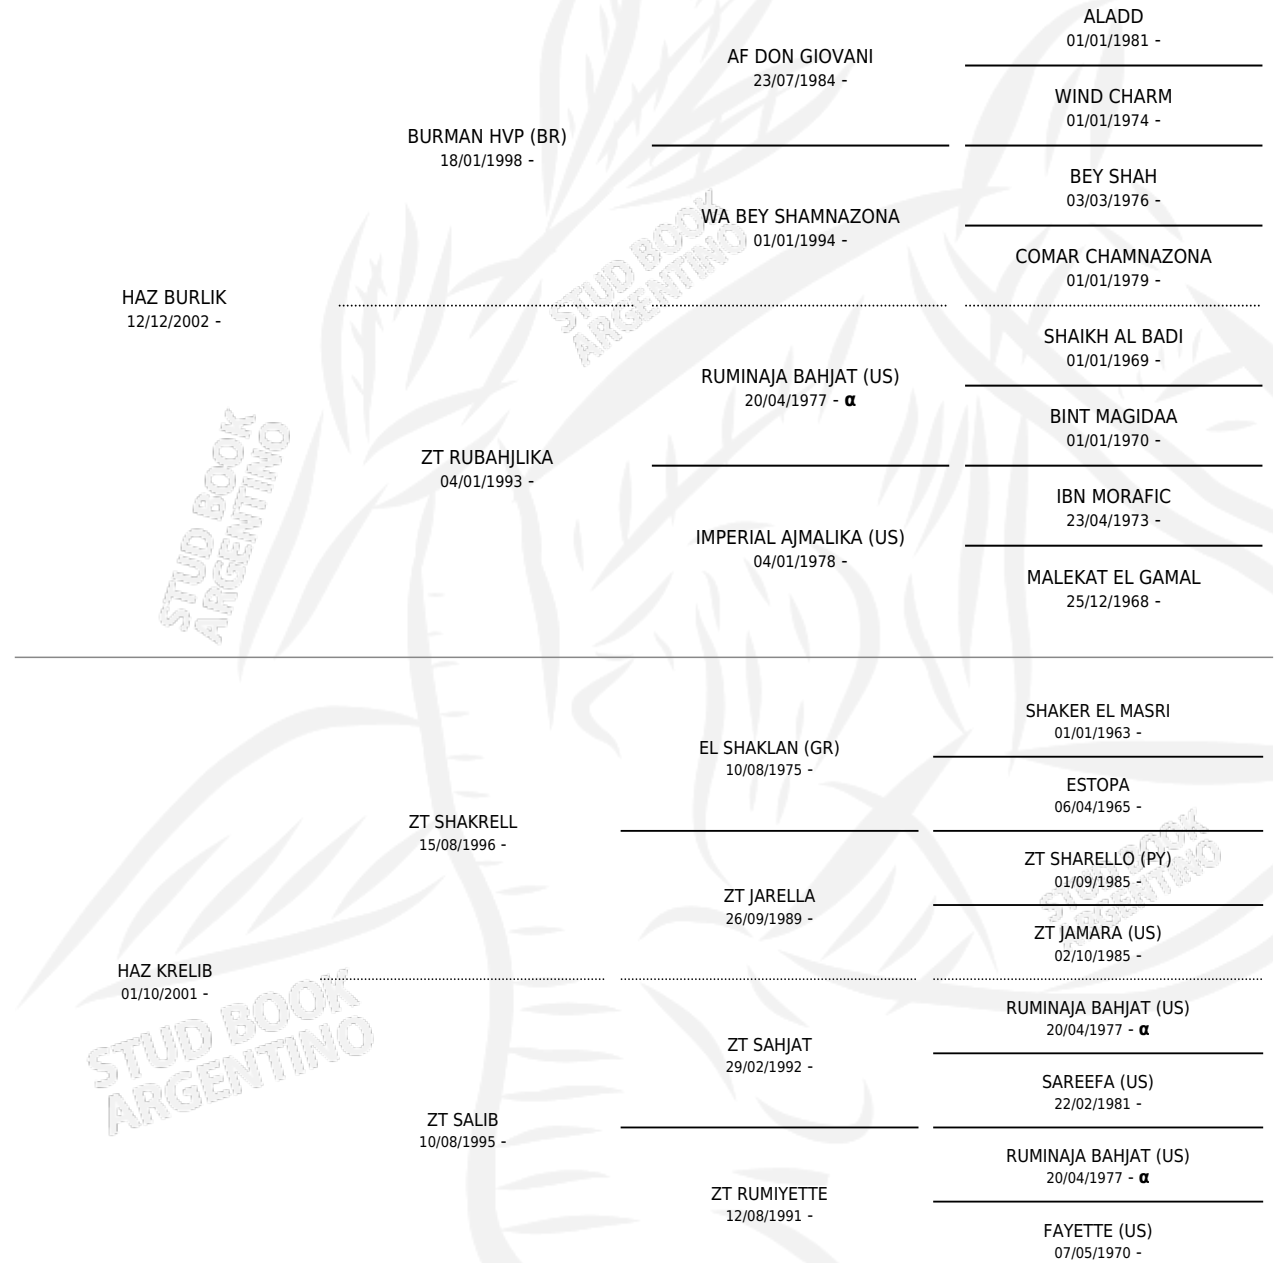 ALADD
01/01/1981 -
AF DON GIOVANI
23/07/1984 -
WIND CHARM
01/01/1974 -
BURMAN HVP (BR)
18/01/1998 -
BEY SHAH
03/03/1976 -
WA BEY SHAMNAZONA
01/01/1994 -
COMAR CHAMNAZONA
01/01/1979 -
HAZ BURLIK
12/12/2002 -
SHAIKH AL BADI
01/01/1969 -
RUMINAJA BAHJAT (US)
20/04/1977 - α
BINT MAGIDAA
01/01/1970 -
ZT RUBAHJLIKA
04/01/1993 -
IBN MORAFIC
23/04/1973 -
IMPERIAL AJMALIKA (US)
04/01/1978 -
MALEKAT EL GAMAL
25/12/1968 -
SHAKER EL MASRI
01/01/1963 -
EL SHAKLAN (GR)
10/08/1975 -
ESTOPA
06/04/1965 -
ZT SHAKRELL
15/08/1996 -
ZT SHARELLO (PY)
01/09/1985 -
ZT JARELLA
26/09/1989 -
ZT JAMARA (US)
02/10/1985 -
HAZ KRELIB
01/10/2001 -
RUMINAJA BAHJAT (US)
20/04/1977 - α
ZT SAHJAT
29/02/1992 -
SAREEFA (US)
22/02/1981 -
ZT SALIB
10/08/1995 -
RUMINAJA BAHJAT (US)
20/04/1977 - α
ZT RUMIYETTE
12/08/1991 -
FAYETTE (US)
07/05/1970 -
STUD BOOK
ARGENTINO
STUD BOOK
ARGENTINO
STUD BOOK
ARGENTINO
STUD BOOK
ARGENTINO